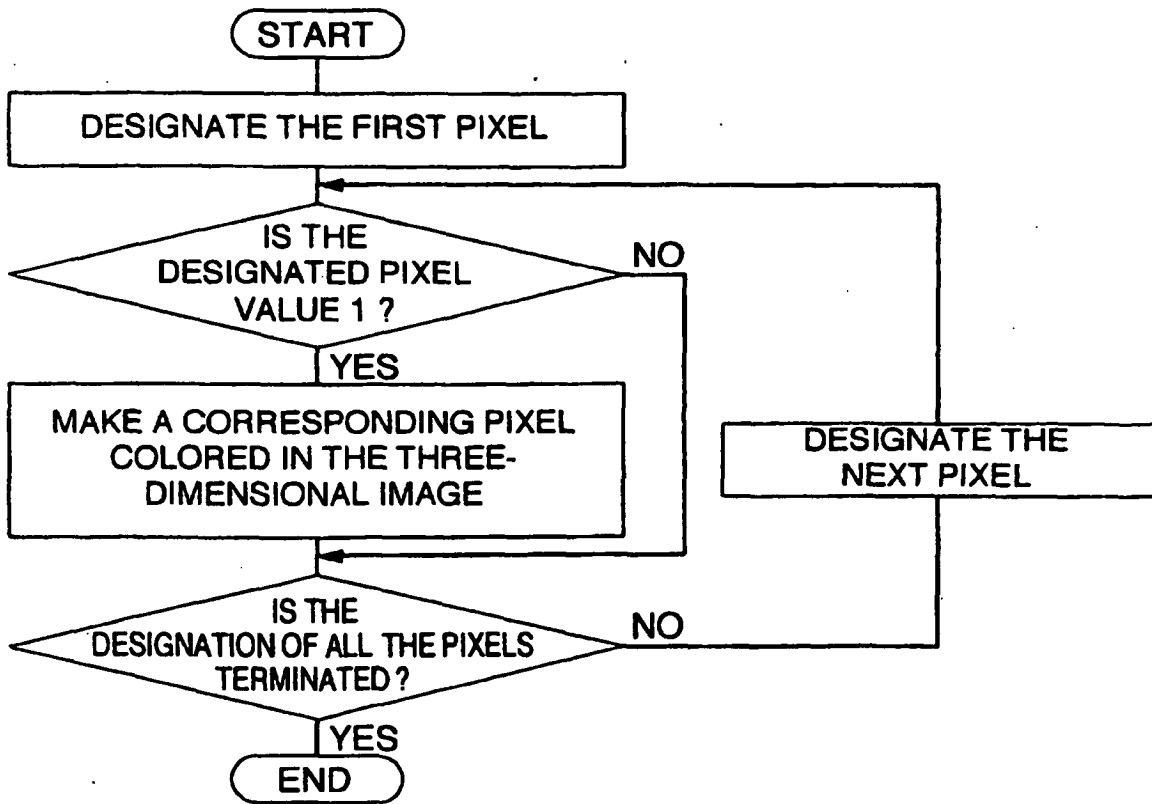 START
DESIGNATE THE FIRST PIXEL
IS THE
DESIGNATED PIXEL
VALUE 1 ?
NO
YES
MAKE A CORRESPONDING PIXEL
COLORED IN THE THREE-
DIMENSIONAL IMAGE
DESIGNATE THE
NEXT PIXEL
IS THE
DESIGNATION OF ALL THE PIXELS
TERMINATED ?
NO
YES
END